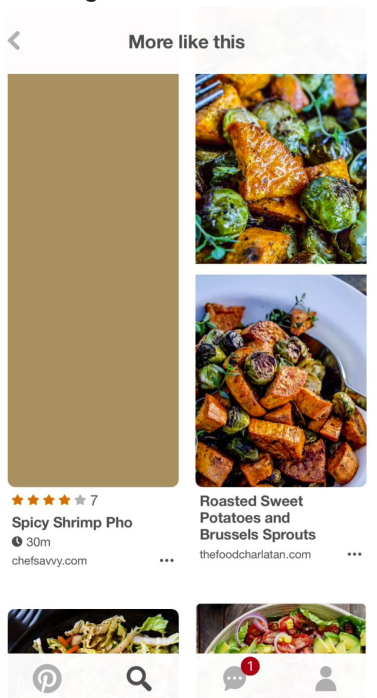 More like this
7
Spicy Shrimp Pho
30m
chefsavvy.com
Roasted Sweet
Potatoes and
Brussels Sprouts
thefoodcharlatan.com
1